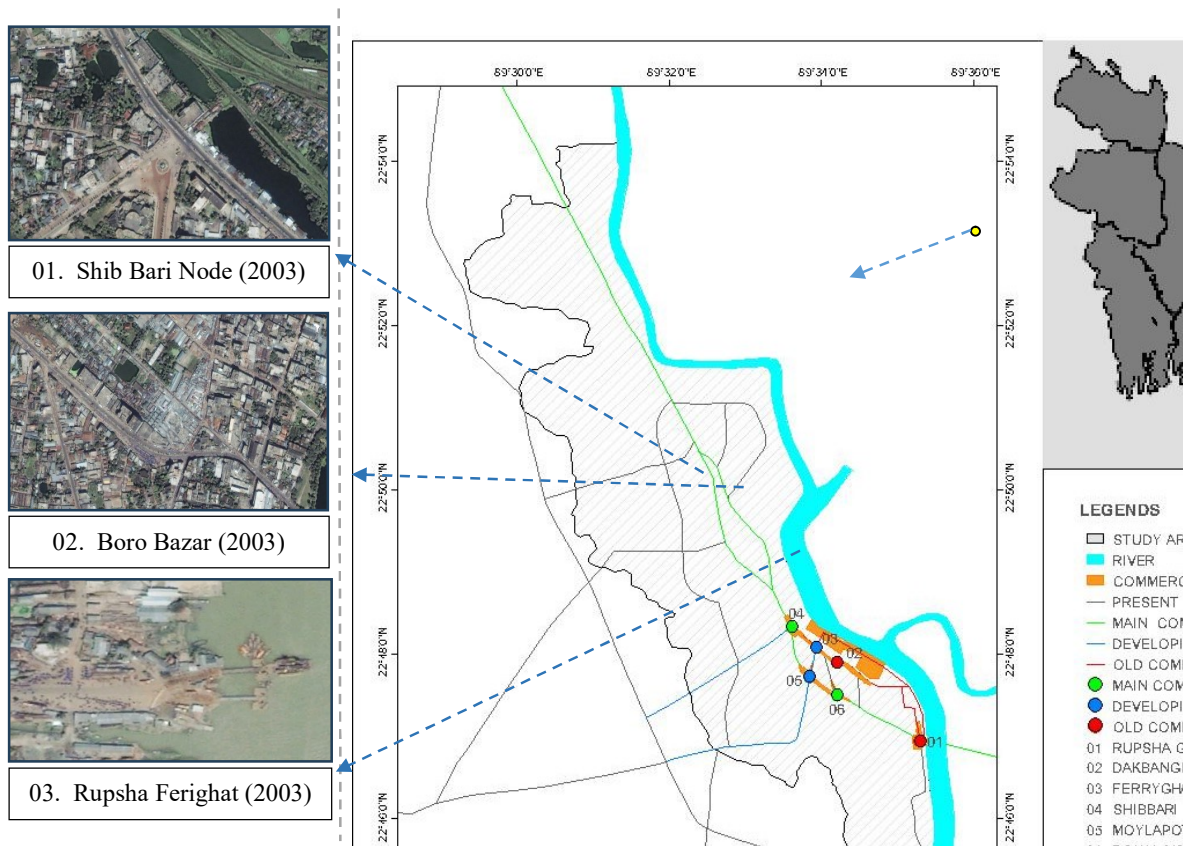 01. Shib Bari Node (2003)
02. Boro Bazar (2003)
03. Rupsha Ferighat (2003)
89°30'0"E 89°32'0"E 89°34'0"E 89°36'0"E
22°54'0"N
22°54'0"N
22°52'0"N
22°52'0"N
22°50'0"N
22°50'0"N
22°48'0"N
22°48'0"N
22°46'0"N
22°46'0"N
04
03
02
05
06
01
LEGENDS
STUDY AR
RIVER
COMMERC
PRESENT
MAIN COM
DEVELOPI
OLD COMM
MAIN COM
DEVELOPI
OLD COMM
01 RUPSHA G
02 DAKBANGL
03 FERRYGHA
04 SHIBBARI
05 MOYLAPOT